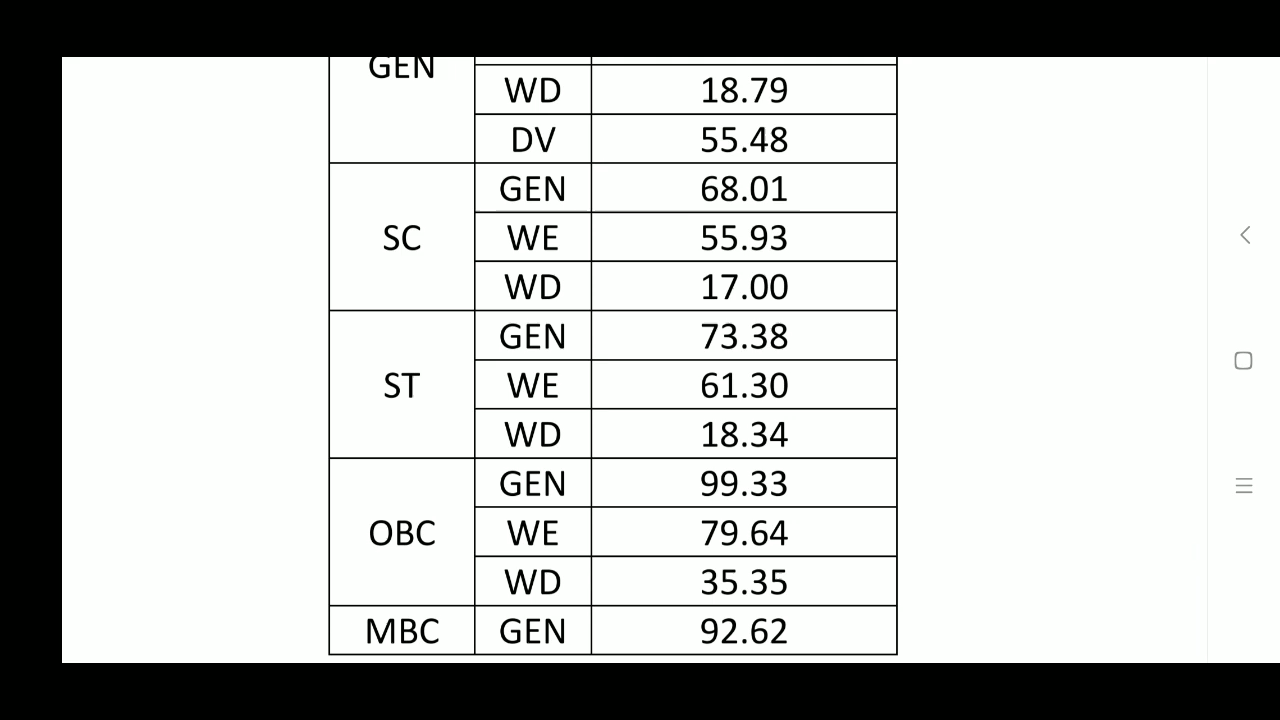 GEN
WD 18.79
DV 55.48
SC GEN 68.01
WE 55.93
WD 17.00
ST GEN 73.38
WE 61.30
WD 18.34
OBC GEN 99.33
WE 79.64
WD 35.35
MBC GEN 92.62